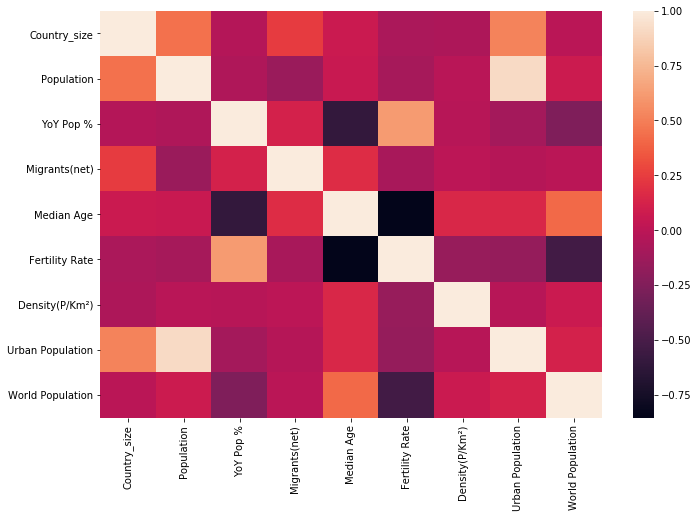 Country_size
Population
YoY Pop %
Migrants(net)
Median Age
Fertility Rate
Density(P/Km²)
Urban Population
World Population
Country_size
Population
YoY Pop %
Migrants(net)
Median Age
Fertility Rate
Density(P/Km²)
Urban Population
World Population
1.00
0.75
0.50
0.25
0.00
−0.25
−0.50
−0.75